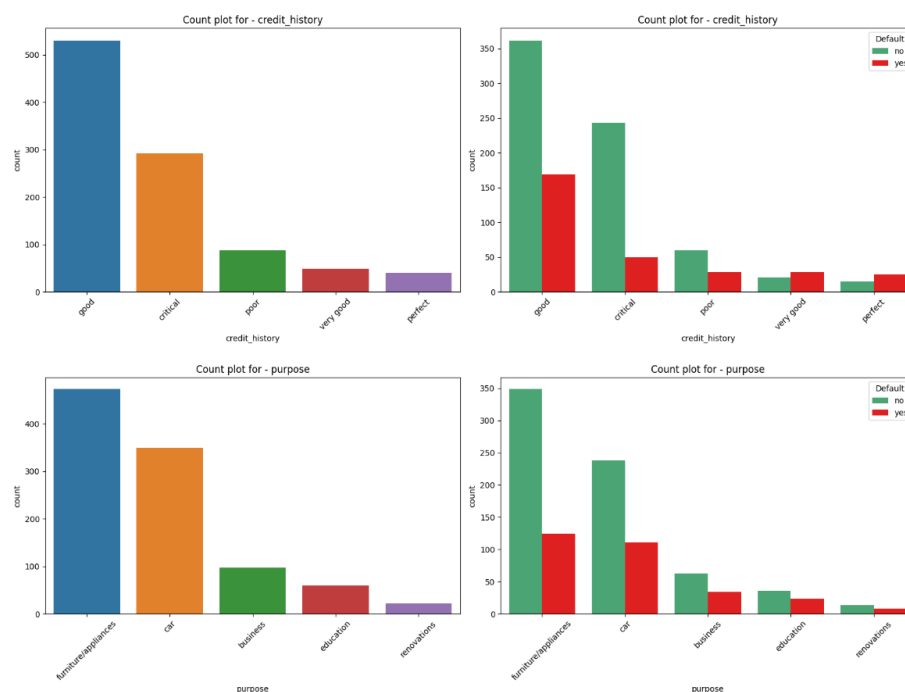 Count plot for - credit_history
500
400
300
200
100
0
count
good
critical
poor
very good
perfect
credit_history
Count plot for - credit_history
Default
no
yes
350
300
250
200
150
100
50
0
count
good
critical
poor
very good
perfect
credit_history
Count plot for - purpose
400
300
200
100
0
count
furniture/appliances
car
business
education
renovations
purpose
Count plot for - purpose
Default
no
yes
350
300
250
200
150
100
50
0
count
furniture/appliances
car
business
education
renovations
purpose